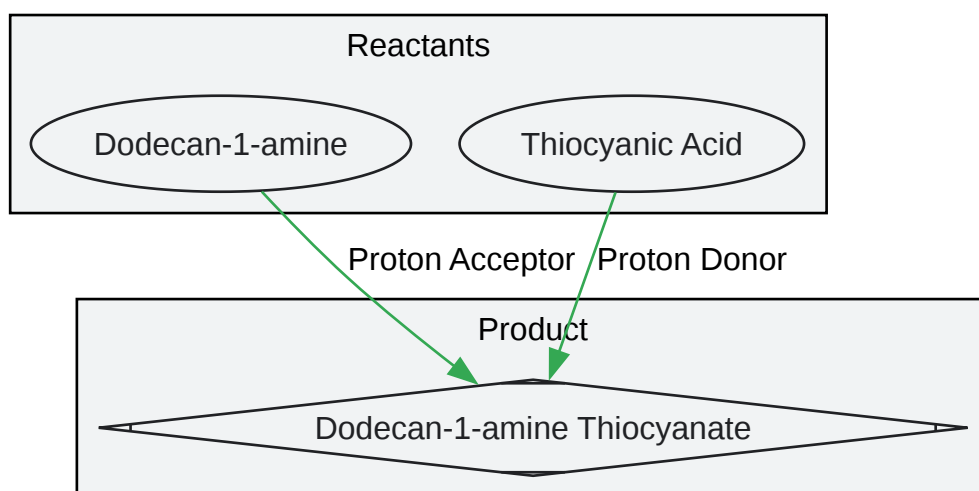 Reactants
Dodecan-1-amine
Thiocyanic Acid
Proton Acceptor
Proton Donor
Product
Dodecan-1-amine Thiocyanate